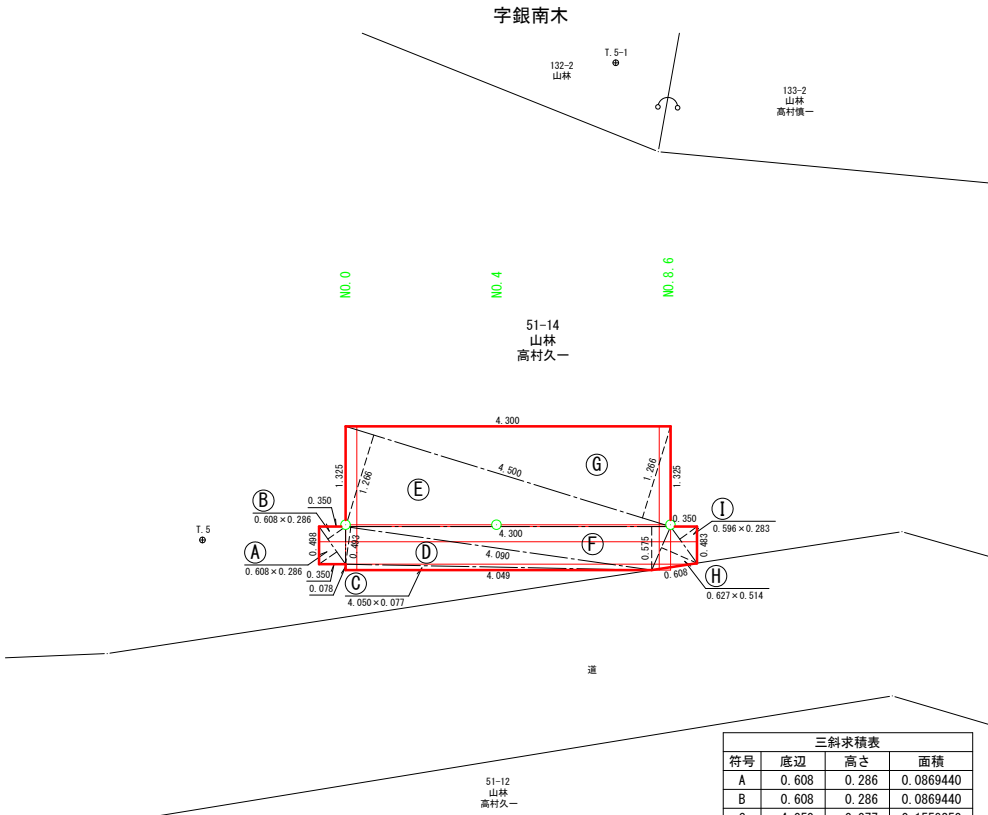 字銀南木
T.5-1
132-2
山林
133-2
山林
高村慎一
NO.0
NO.4
NO.8.6
51-14
山林
高村久一
4.300
1.325
1.266
4.500
G
1.266
1.325
E
B
0.350
0.608×0.286
0.350
I
0.596×0.283
T.5
0.498
0.493
4.300
F
0.575
0.483
A
0.608×0.286
D
4.090
0.350
0.078
C
4.050×0.077
4.049
0.608
H
0.627×0.514
道
51-12
山林
高村久一
三斜求積表
符号 底辺 高さ 面積
A 0.608 0.286 0.0869440
B 0.608 0.286 0.0869440